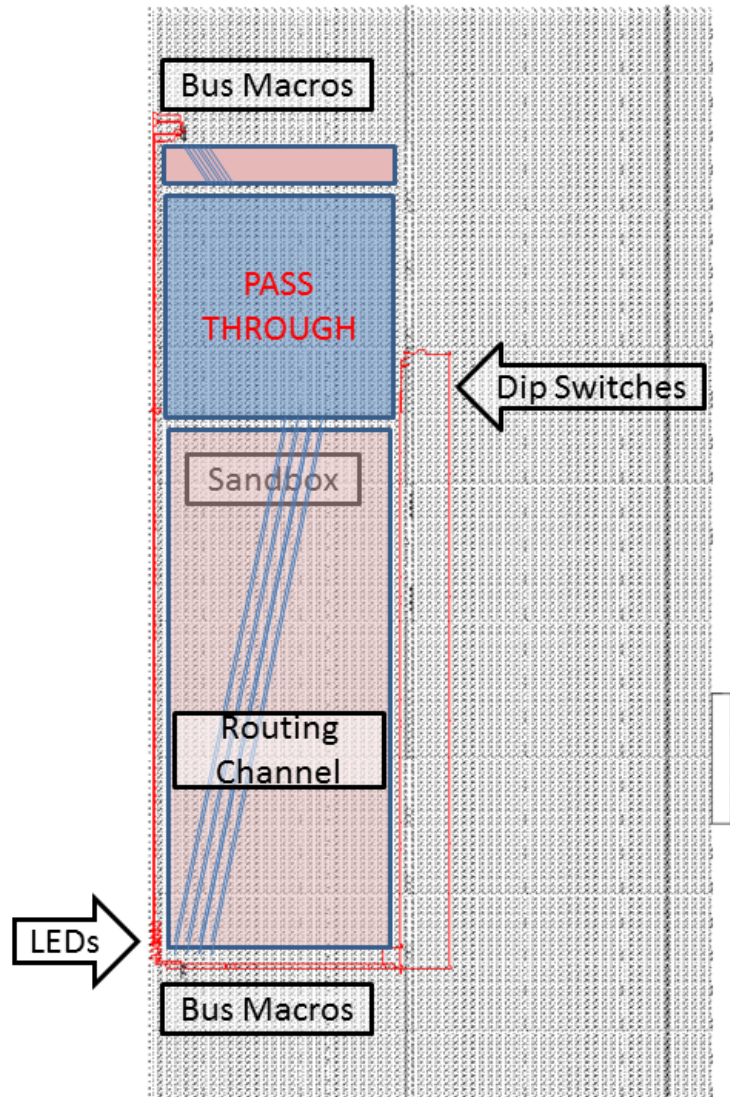 Bus Macros
PASS
THROUGH
Dip Switches
Sandbox
Routing
Channel
LEDs
Bus Macros